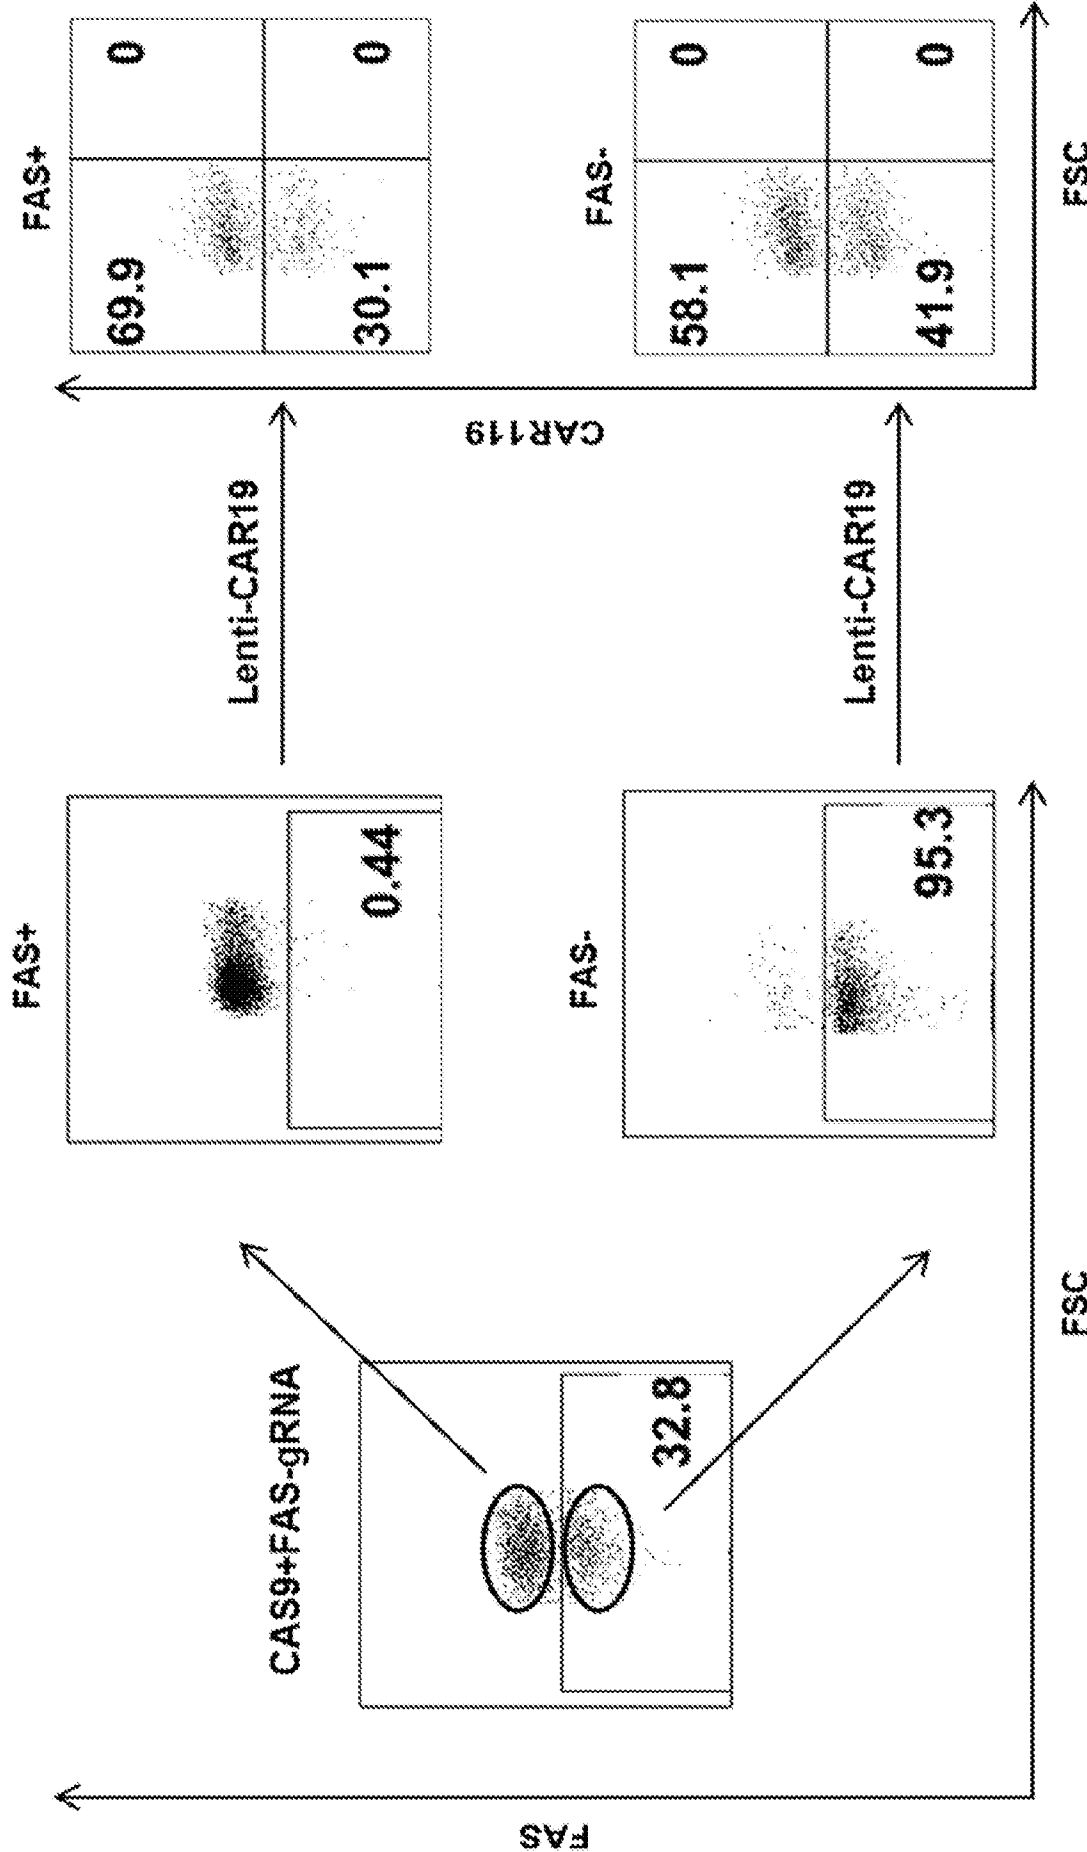 CAS9+FAS-gRNA
32.8
FAS
FSC
FAS+
0.44
FAS-
95.3
Lenti-CAR19
Lenti-CAR19
CAR119
FAS+
69.9
0
30.1
0
FAS-
58.1
0
41.9
0
FSC